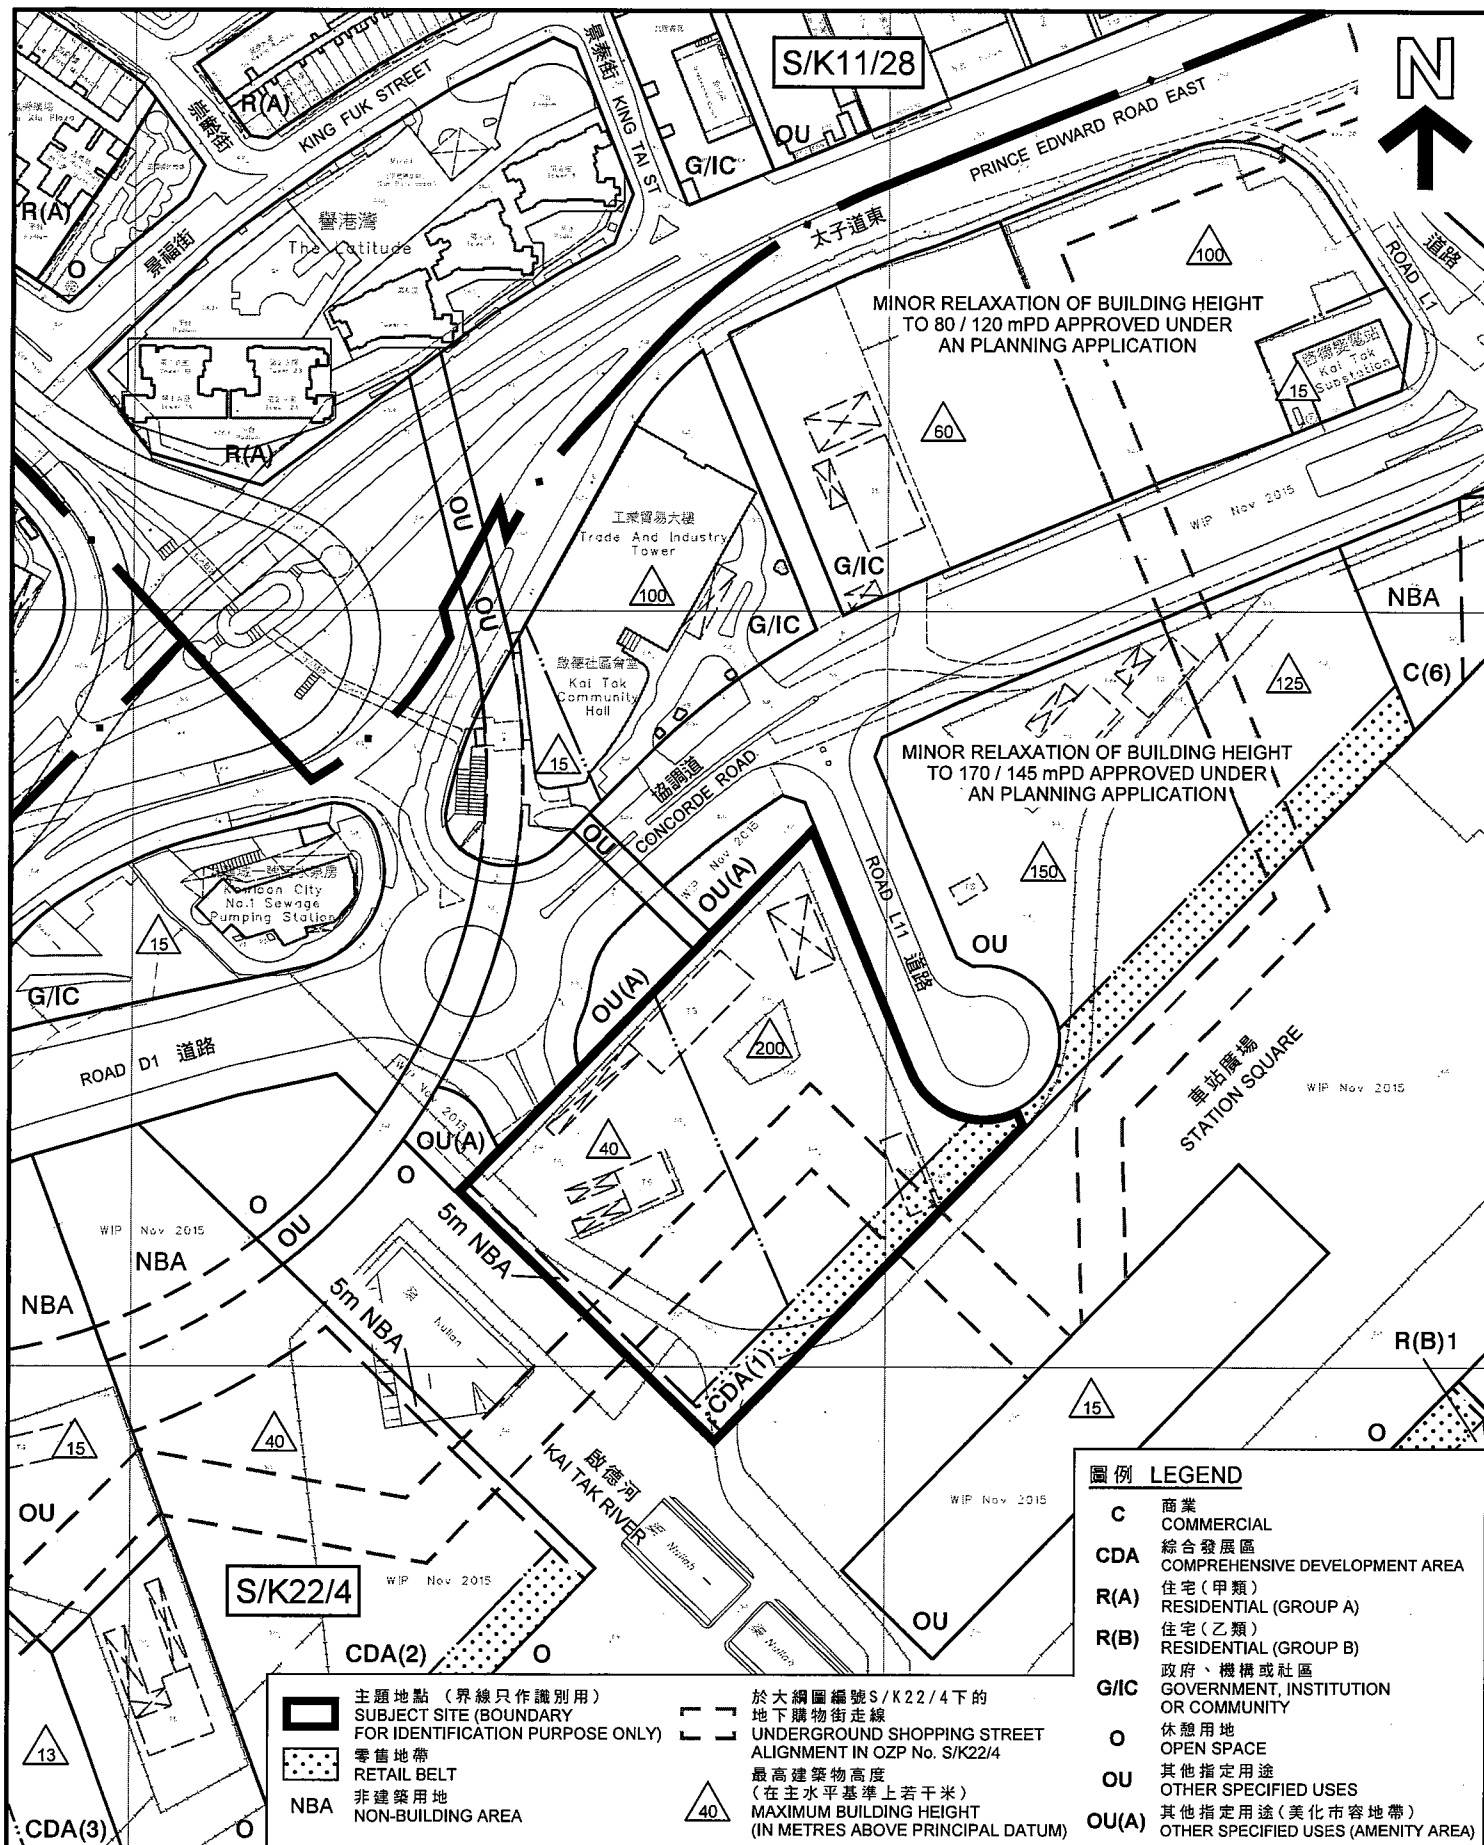 S/K11/28
N
R(A)
KING FUK STREET
景泰街 KING TAI ST
OU
G/IC
PRINCE EDWARD ROAD EAST
太子道東
R(A)
O
景福街
譽港灣
The Latitude
100
道路
ROAD L1
MINOR RELAXATION OF BUILDING HEIGHT
TO 80 / 120 mPD APPROVED UNDER
AN PLANNING APPLICATION
Kai Tak
Substation
15
60
R(A)
OU
工業貿易大樓
Trade And Industry
Tower
WIP Nov 2015
G/IC
100
OU
G/IC
NBA
啟德社區會堂
Kai Tak
Community
Hall
125
C(6)
15
協調道
CONCORDE ROAD
MINOR RELAXATION OF BUILDING HEIGHT
TO 170 / 145 mPD APPROVED UNDER
AN PLANNING APPLICATION
OU
WIP Nov 2015
OU(A)
150
Kowloon City
No.1 Sewage
Pumping Station
15
ROAD L11 道路
OU
G/IC
OU(A)
200
ROAD D1 道路
車站廣場
STATION SQUARE
WIP Nov 2015
WIP Nov 2015
OU(A)
40
O
O
OU
5m NBA
WIP Nov 2015
NBA
NBA
5m NBA
Nullah
R(B)1
CDA(1)
15
O
15
40
啟德河
KAI TAK RIVER
WIP Nov 2015
OU
Nullah
S/K22/4
WIP Nov 2015
Nullah
OU
CDA(2)
O
13
CDA(3)
O
圖例 LEGEND
C 商業
COMMERCIAL
CDA 綜合發展區
COMPREHENSIVE DEVELOPMENT AREA
R(A) 住宅(甲類)
RESIDENTIAL (GROUP A)
R(B) 住宅(乙類)
RESIDENTIAL (GROUP B)
G/IC 政府、機構或社區
GOVERNMENT, INSTITUTION
OR COMMUNITY
O 休憩用地
OPEN SPACE
OU 其他指定用途
OTHER SPECIFIED USES
OU(A) 其他指定用途(美化市容地帶)
OTHER SPECIFIED USES (AMENITY AREA)
主題地點 (界線只作識別用)
SUBJECT SITE (BOUNDARY
FOR IDENTIFICATION PURPOSE ONLY)
零售地帶
RETAIL BELT
NBA 非建築用地
NON-BUILDING AREA
於大綱圖編號S/K22/4下的
地下購物街走線
UNDERGROUND SHOPPING STREET
ALIGNMENT IN OZP No. S/K22/4
最高建築物高度
(在主水平基準上若干米)
40 MAXIMUM BUILDING HEIGHT
(IN METRES ABOVE PRINCIPAL DATUM)